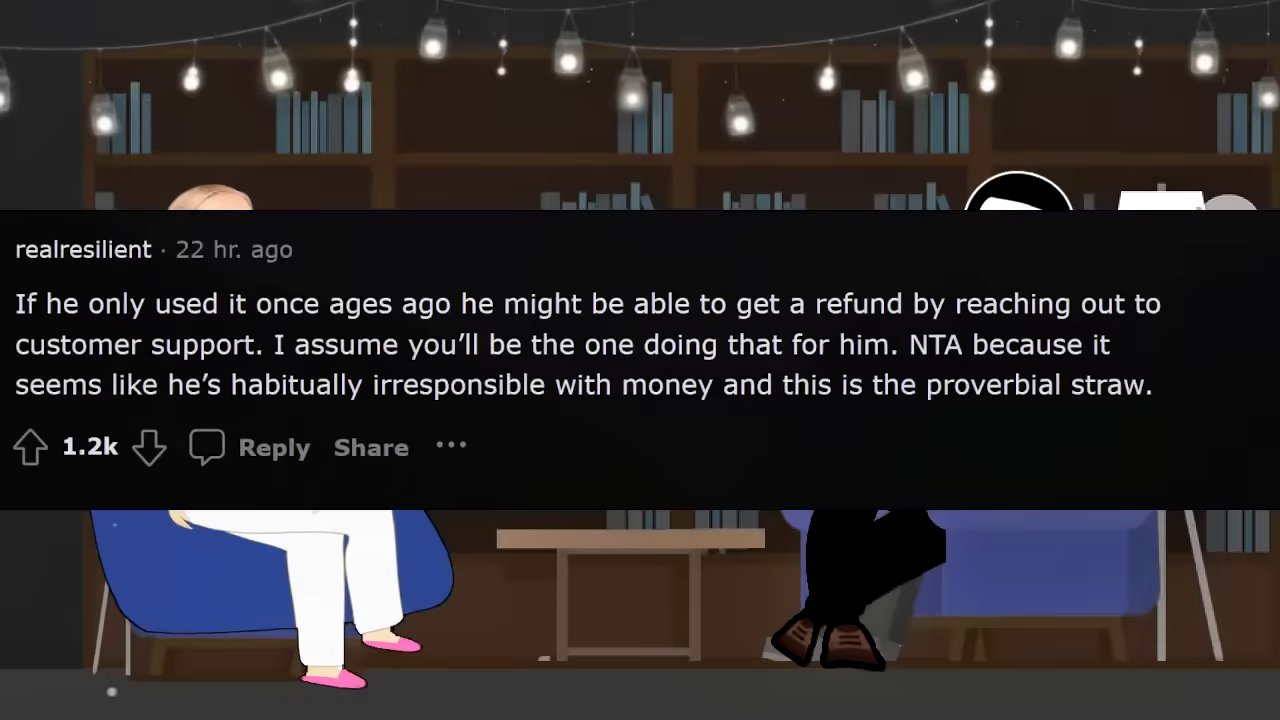 realresilient · 22 hr. ago
If he only used it once ages ago he might be able to get a refund by reaching out to
customer support. I assume you’ll be the one doing that for him. NTA because it
seems like he’s habitually irresponsible with money and this is the proverbial straw.
1.2k Reply Share ···